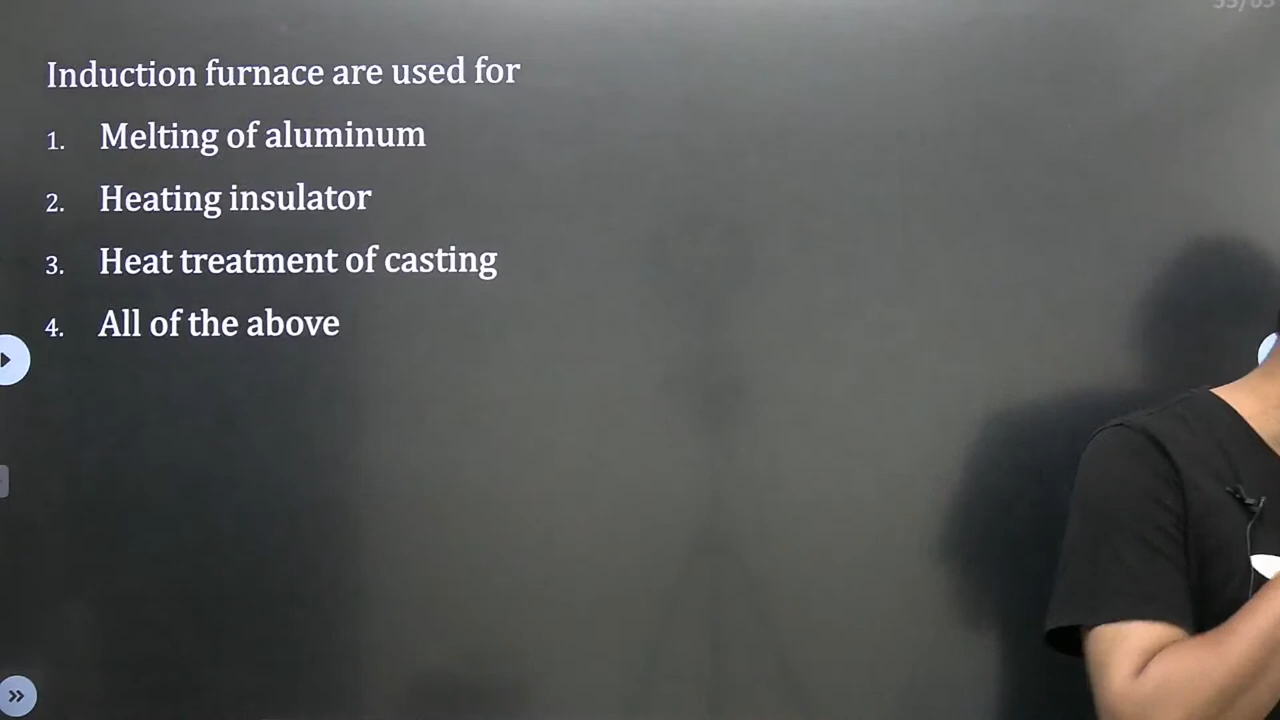 Induction furnace are used for
1. Melting of aluminum
2. Heating insulator
3. Heat treatment of casting
4. All of the above